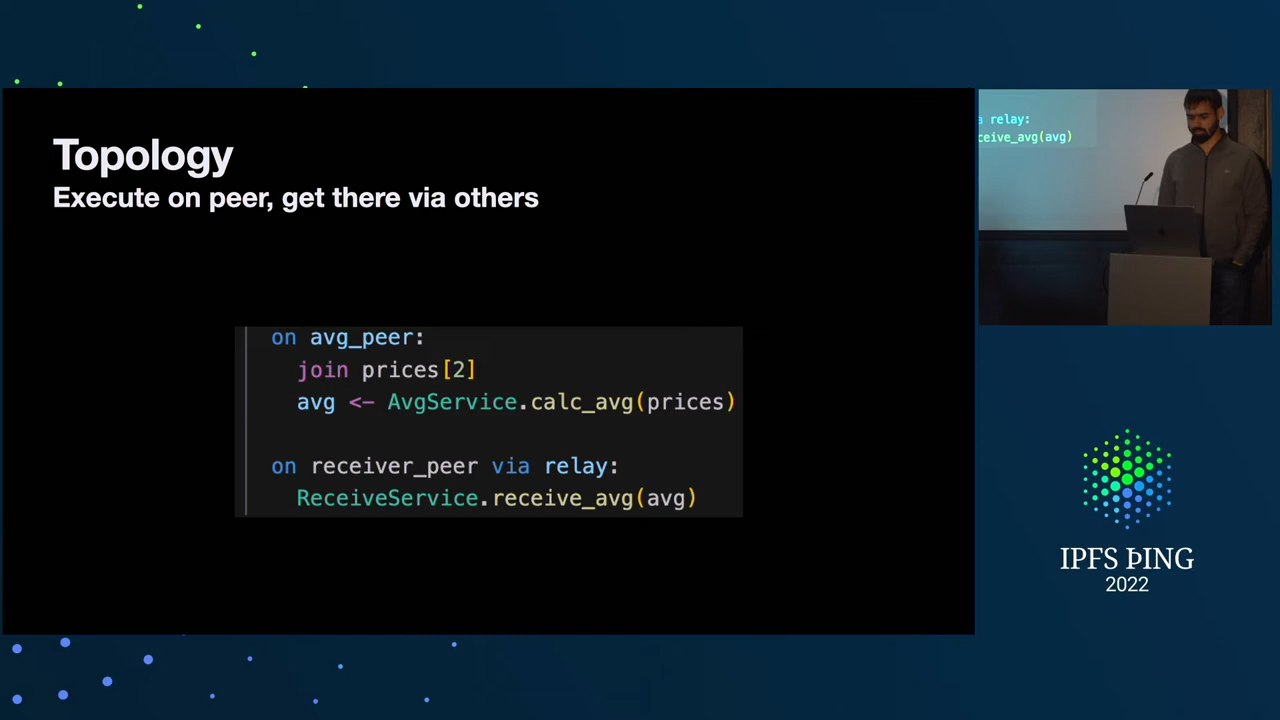 Topology
Execute on peer, get there via others
on avg_peer:
join prices[2]
avg <- AvgService.calc_avg(prices)
on receiver_peer via relay:
ReceiveService.receive_avg(avg)
a relay:
ceive_avg(avg)
IPFS ÞING
2022